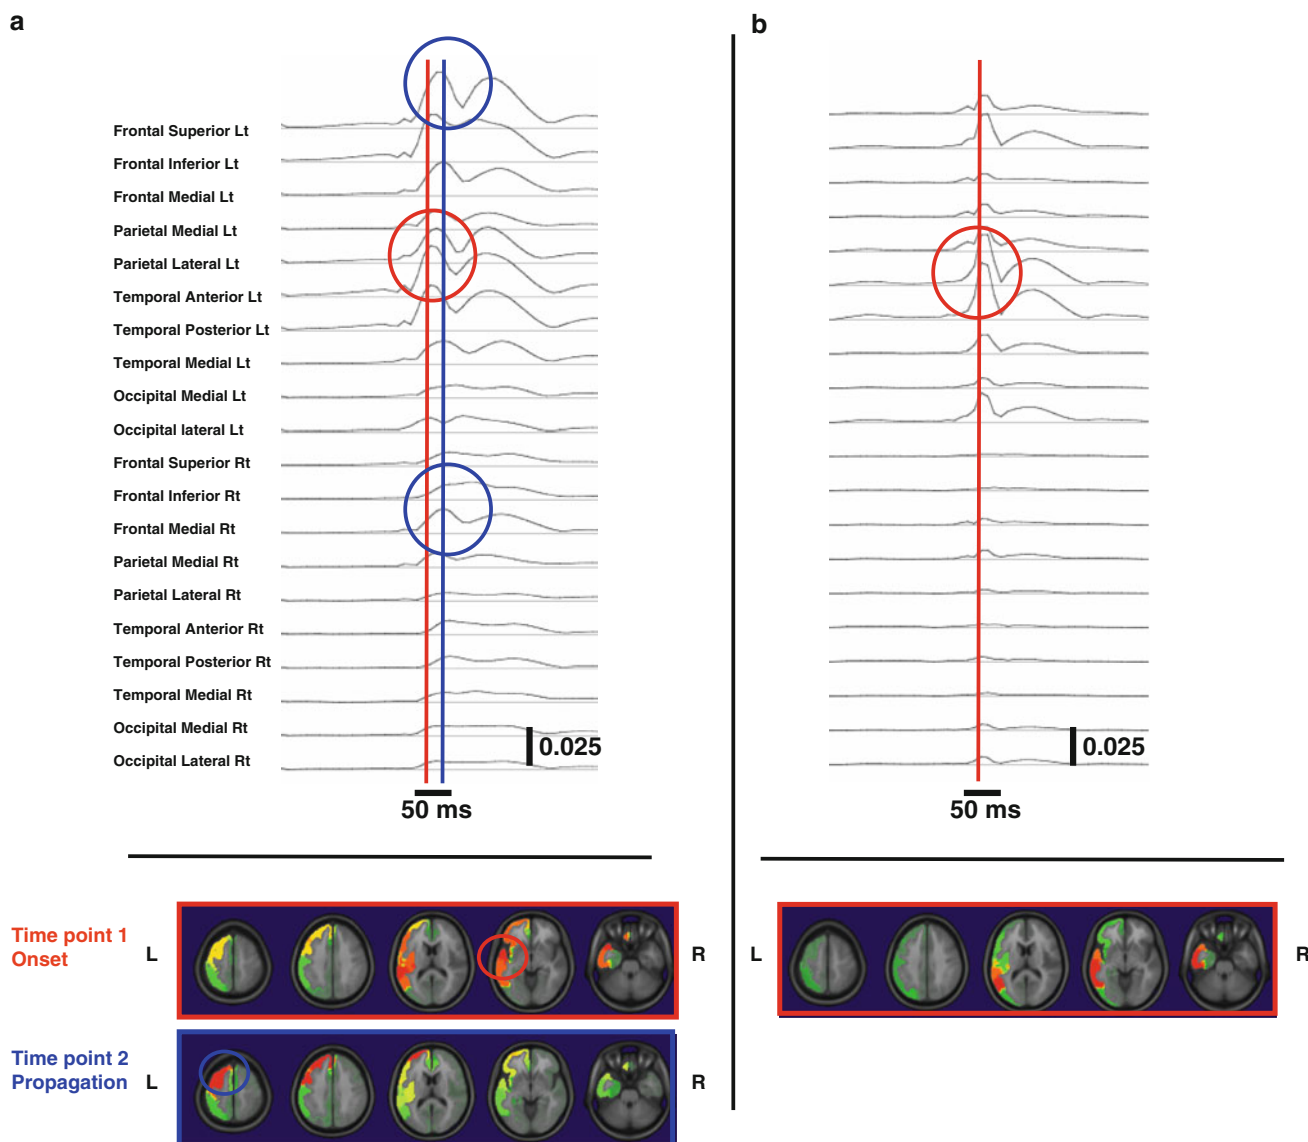 a
b
Frontal Superior Lt
Frontal Inferior Lt
Frontal Medial Lt
Parietal Medial Lt
Parietal Lateral Lt
Temporal Anterior Lt
Temporal Posterior Lt
Temporal Medial Lt
Occipital Medial Lt
Occipital lateral Lt
Frontal Superior Rt
Frontal Inferior Rt
Frontal Medial Rt
Parietal Medial Rt
Parietal Lateral Rt
Temporal Anterior Rt
Temporal Posterior Rt
Temporal Medial Rt
Occipital Medial Rt
Occipital Lateral Rt
0.025
50 ms
0.025
50 ms
Time point 1
Onset
L
R
L
R
Time point 2
Propagation
L
R